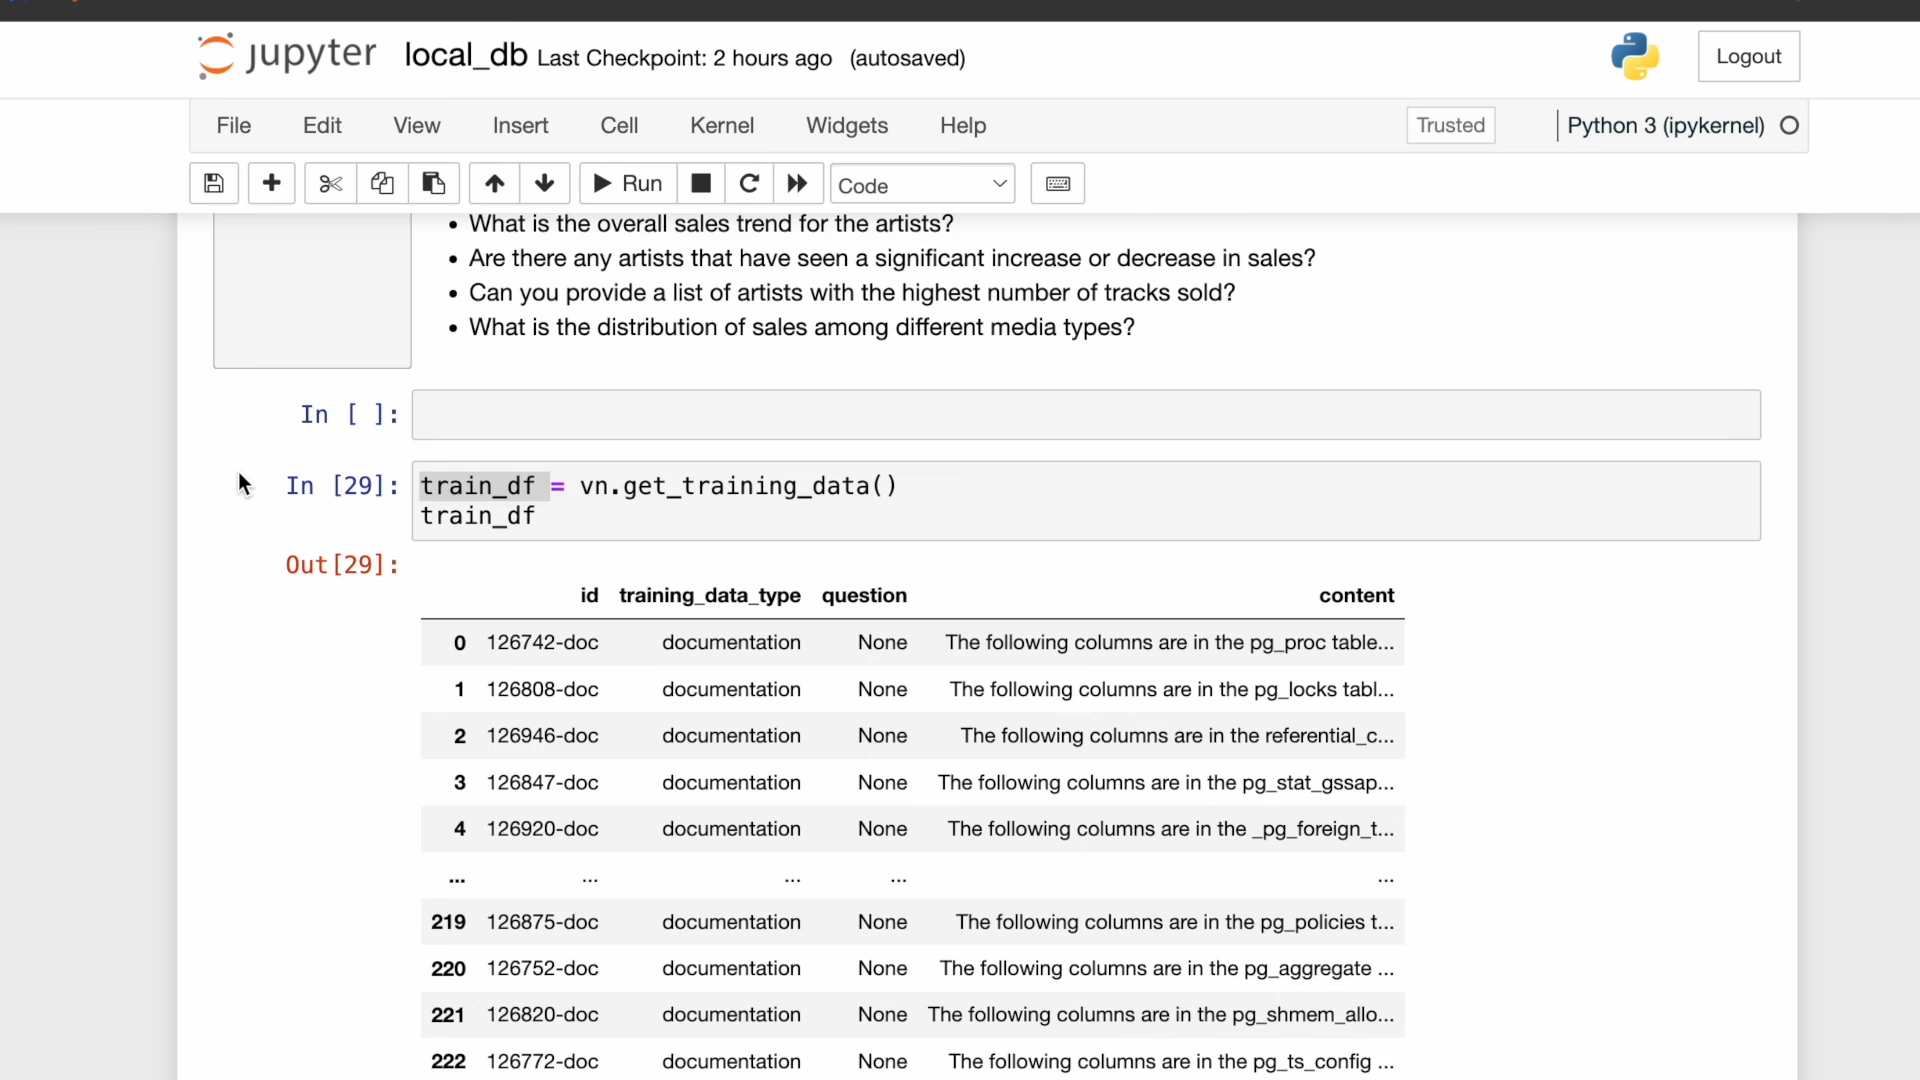 jupyter local_db Last Checkpoint: 2 hours ago (autosaved) Logout
File Edit View Insert Cell Kernel Widgets Help Trusted Python 3 (ipykernel)
Run Code
• What is the overall sales trend for the artists?
• Are there any artists that have seen a significant increase or decrease in sales?
• Can you provide a list of artists with the highest number of tracks sold?
• What is the distribution of sales among different media types?
In [ ]:
In [29]: train_df = vn.get_training_data()
train_df
Out[29]:
id training_data_type question content
0 126742-doc documentation None The following columns are in the pg_proc table...
1 126808-doc documentation None The following columns are in the pg_locks tabl...
2 126946-doc documentation None The following columns are in the referential_c...
3 126847-doc documentation None The following columns are in the pg_stat_gssap...
4 126920-doc documentation None The following columns are in the _pg_foreign_t...
... ... ... ... ...
219 126875-doc documentation None The following columns are in the pg_policies t...
220 126752-doc documentation None The following columns are in the pg_aggregate ...
221 126820-doc documentation None The following columns are in the pg_shmem_allo...
222 126772-doc documentation None The following columns are in the pg_ts_config ...